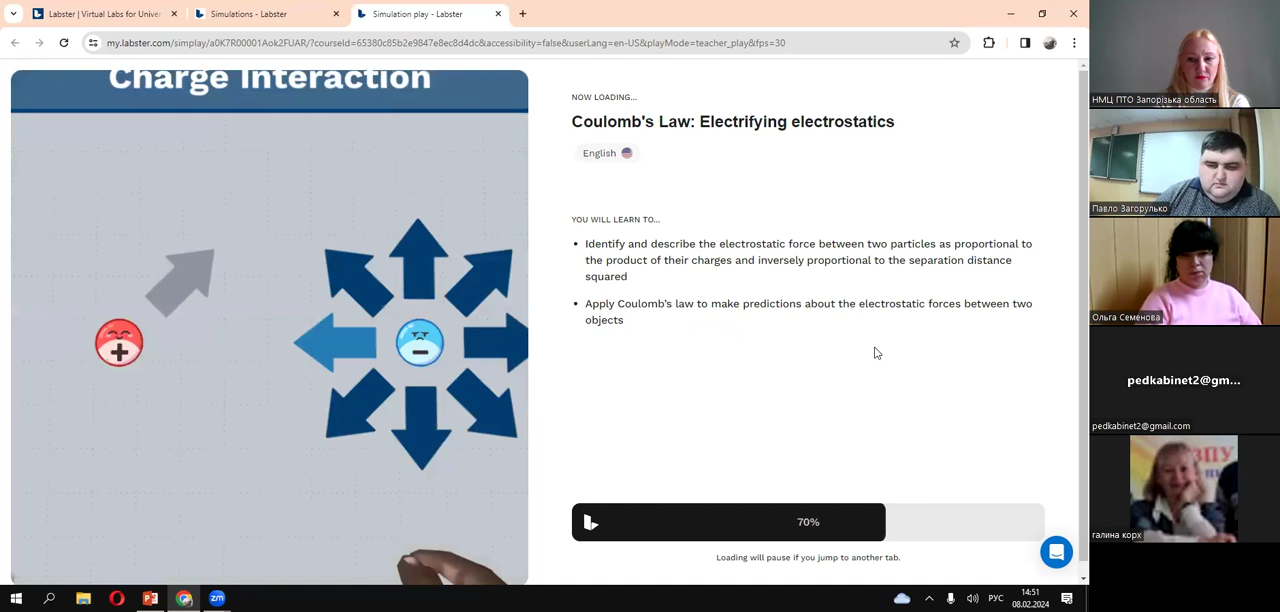 Labster | Virtual Labs for Univer
Simulations - Labster
Simulation play - Labster
my.labster.com/simplay/a0K7R00001Aok2FUAR/?courseId=65380c85b2e9847e8ec8d4dc&accessibility=false&userLang=en-US&playMode=teacher_play&fps=30
Charge Interaction
NOW LOADING...
Coulomb's Law: Electrifying electrostatics
English
YOU WILL LEARN TO...
• Identify and describe the electrostatic force between two particles as proportional to
the product of their charges and inversely proportional to the separation distance
squared
• Apply Coulomb's law to make predictions about the electrostatic forces between two
objects
70%
Loading will pause if you jump to another tab.
НМЦ ПТО Запорізька область
Павло Загорулько
Ольга Семенова
pedkabinet2@gm...
pedkabinet2@gmail.com
галина корх
zm
РУС
14:51
08.02.2024